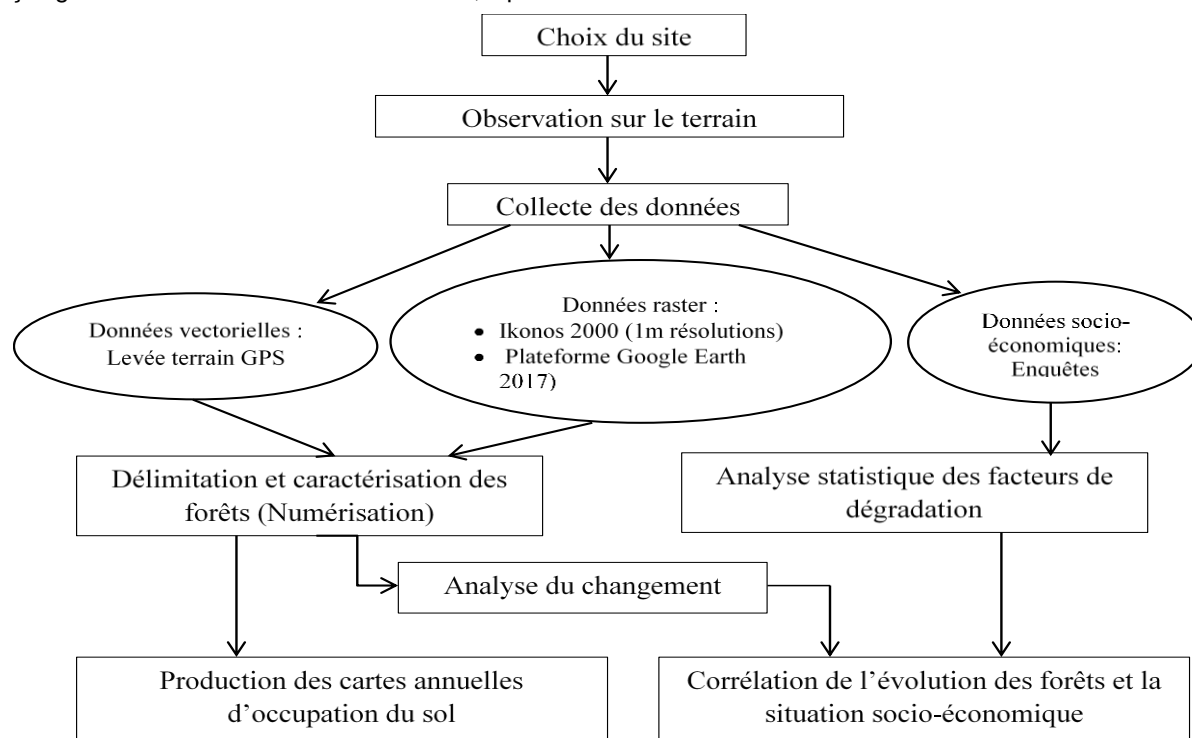 Choix du site
Observation sur le terrain
Collecte des données
Données vectorielles :
Levée terrain GPS
Données raster :
• Ikonos 2000 (1m résolutions)
• Plateforme Google Earth
2017)
Données socio-
économiques:
Enquêtes
Délimitation et caractérisation des
forêts (Numérisation)
Analyse statistique des facteurs de
dégradation
Analyse du changement
Production des cartes annuelles
d’occupation du sol
Corrélation de l’évolution des forêts et la
situation socio-économique